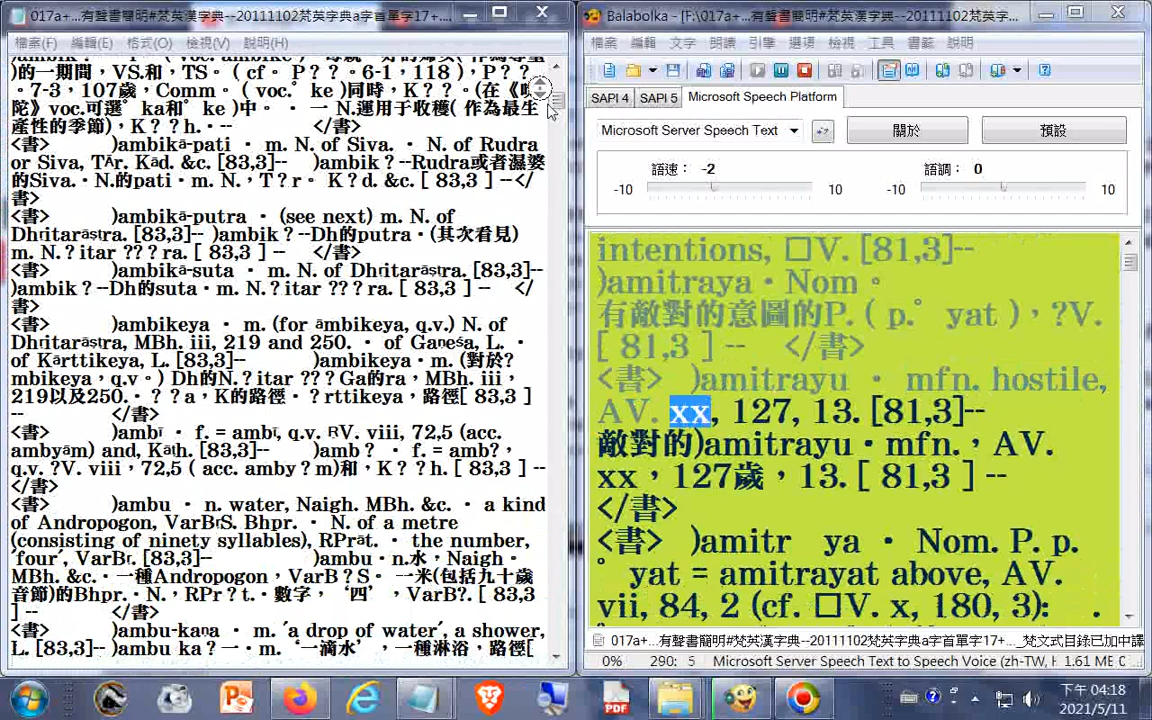 017a+...有聲書簡明#梵英漢字典--20111102梵英字典a字首單字17+...
檔案(F) 編輯(E) 格式(O) 檢視(V) 說明(H)
)的一期間，VS.和，TS。( cf。P？？。6-1，118 )，P？？
。7-3，107歲，Comm。( voc.°ke )同時，K？？。(在《
陀》voc.可選°ka和°ke )中。· 一 N.運用于收穫( 作為最生
產性的季節)，K？？h.·-- </書>
<書> )ambikā-pati · m. N. of Siva. · N. of Rudra
or Siva, TĀr. Kād. &c. [83,3]-- )ambik？--Rudra或者濕婆
的Siva.·N.的pati·m. N.，T？r。 K？d. &c. [ 83,3 ] --</
書>
<書> )ambikā-putra · (see next) m. N. of
Dhṛitarāṣṭra. [83,3]-- )ambik？--Dh的putra·(其次看見)
m. N.？itar ???ra. [ 83,3 ] -- </書>
<書> )ambikā-suta · m. N. of Dhṛitarāṣṭra. [83,3]--
)ambik？--Dh的suta·m. N.？itar ???ra. [ 83,3 ] -- </
書>
<書> )ambikeya · m. (for āmbikeya, q.v.) N. of
Dhṛitarāṣṭra, MBh. iii, 219 and 250. · of Gaṇeśa, L. ·
of Kārttikeya, L. [83,3]-- )ambikeya·m. (對於?
mbikeya，q.v。) Dh的N.？itar ???Ga的ra，MBh. iii，
219以及250.·？？a，K的路徑·？rttikeya，路徑[ 83,3 ]
-- </書>
<書> )ambī · f. = ambi, q.v. ṚV. viii, 72,5 (acc.
ambyām) and, Kāṭh. [83,3]-- )amb？·f. = amb?，
q.v. ?V. viii，72,5 ( acc. amby？m)和，K？？h. [ 83,3 ] --
</書>
<書> )ambu · n. water, Naigh. MBh. &c. · a kind
of Andropogon, VarBṛS. Bhpr. · N. of a metre
(consisting of ninety syllables), RPrāt. · the number,
'four', VarBṛ. [83,3]-- )ambu·n.水，Naigh·
MBh. &c.·一種Andropogon，VarB？S。 一米(包括九十歲
音節)的Bhpr.·N.，RPr？t.·數字，‘四’，VarB?. [ 83,3
] -- </書>
<書> )ambu-kaṇa · m. 'a drop of water', a shower,
L. [83,3]-- )ambu ka？一·m.‘一滴水’，一種淋浴，路徑[
Balabolka - [F:\017a+...有聲書簡明#梵英漢字典--20111102梵英字...
檔案 編輯 文字 朗讀 引擎 選項 檢視 工具 書籤 說明
SAPI 4 SAPI 5 Microsoft Speech Platform
Microsoft Server Speech Text 關於 預設
語速： -2 語調： 0
-10 10 -10 10
intentions, □V. [81,3]--
)amitraya·Nom。
有敵對的意圖的P. ( p.°yat )，?V.
[ 81,3 ] -- </書>
<書> )amitrayu · mfn. hostile,
AV. xx, 127, 13. [81,3]--
敵對的)amitrayu·mfn.，AV.
xx，127歲，13. [ 81,3 ] --
</書>
<書> )amitr ya · Nom. P. p.
°yat = amitrayat above, AV.
vii, 84, 2 (cf. □V. x, 180, 3): .
017a+...有聲書簡明#梵英漢字典--20111102梵英字典a字首單字17+..._梵文式目錄已加中譯
0% 290: 5 Microsoft Server Speech Text to Speech Voice (zh-TW, H 1.61 MB
下午 04:18
2021/5/11